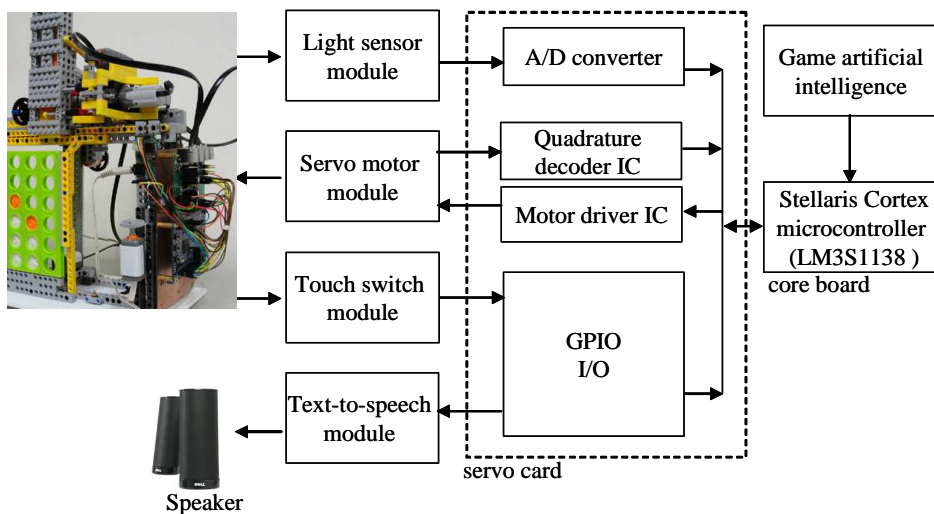 Light sensor
module
A/D converter
Game artificial
intelligence
Servo motor
module
Quadrature
decoder IC
Motor driver IC
Stellaris Cortex
microcontroller
(LM3S1138 )
core board
Touch switch
module
GPIO
I/O
Text-to-speech
module
servo card
DELL
Speaker